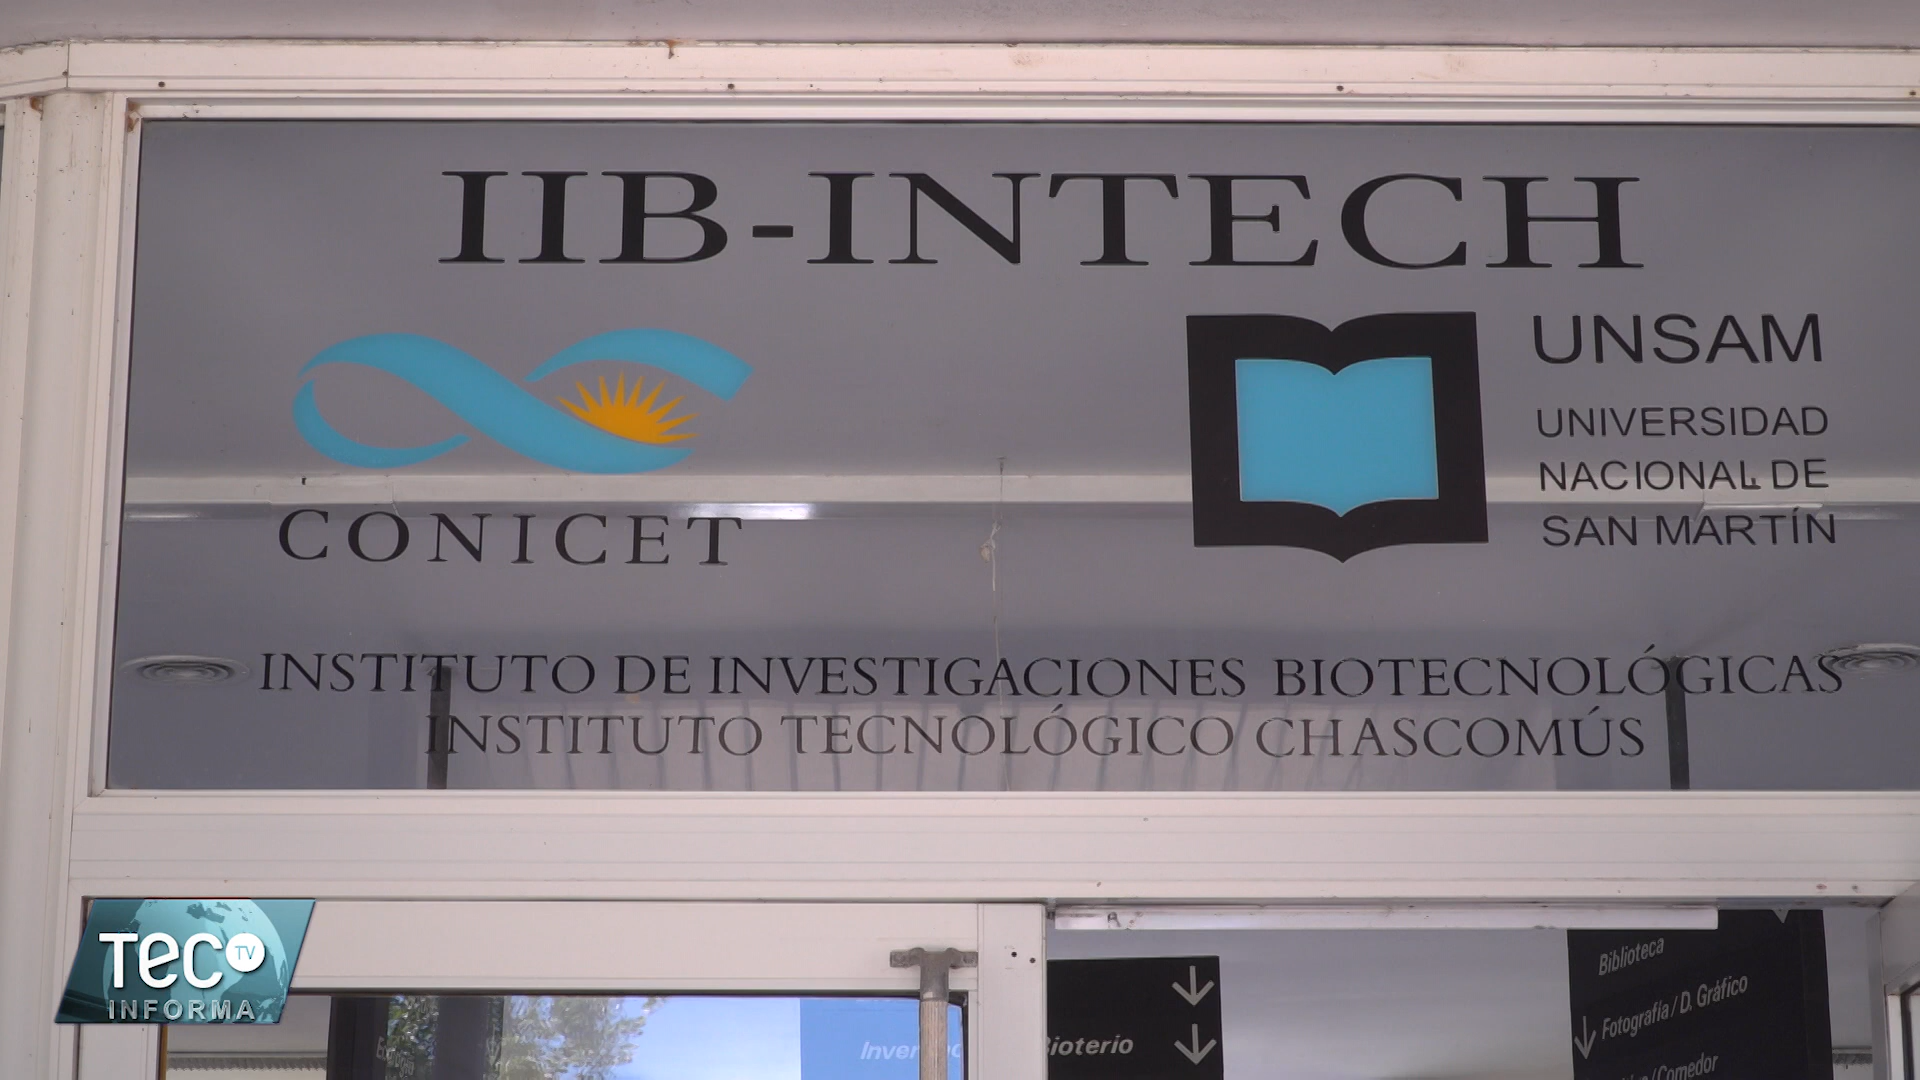 IIB-INTECH
CONICET
UNSAM
UNIVERSIDAD
NACIONAL DE
SAN MARTÍN
INSTITUTO DE INVESTIGACIONES BIOTECNOLÓGICAS
INSTITUTO TECNOLÓGICO CHASCOMÚS
TEC TV
INFORMA
Bioterio
Biblioteca
Fotografía / D. Gráfico
/Comedor